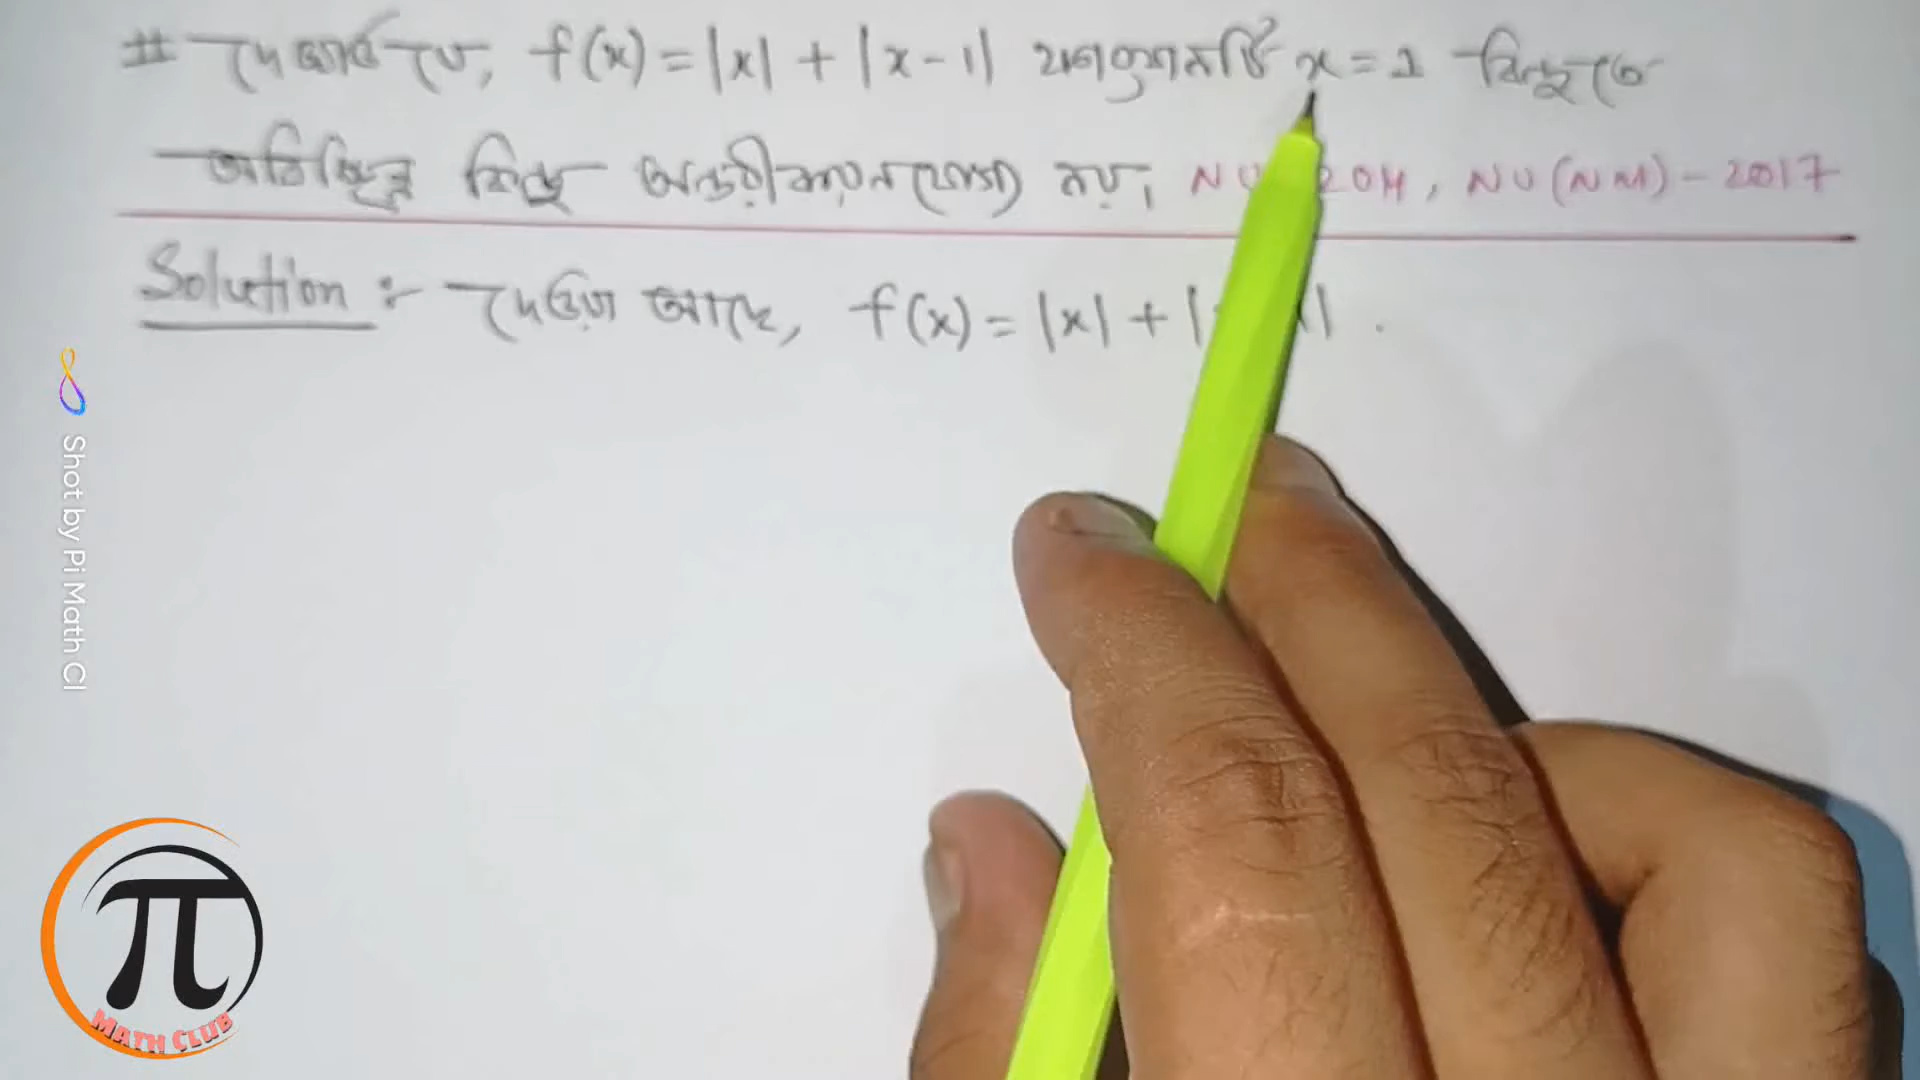 # দেখাও যে, f(x) = |x| + |x-1| ফাংশনটি x = 1 বিন্দুতে
অবিচ্ছিন্ন কিন্তু অন্তরীকরণযোগ্য নয়। NU 2014, NU(NM)-2017
Solution :- দেওয়া আছে, f(x) = |x| + | 1| .
Shot by Pi Math Cl
π
MATH CLUB